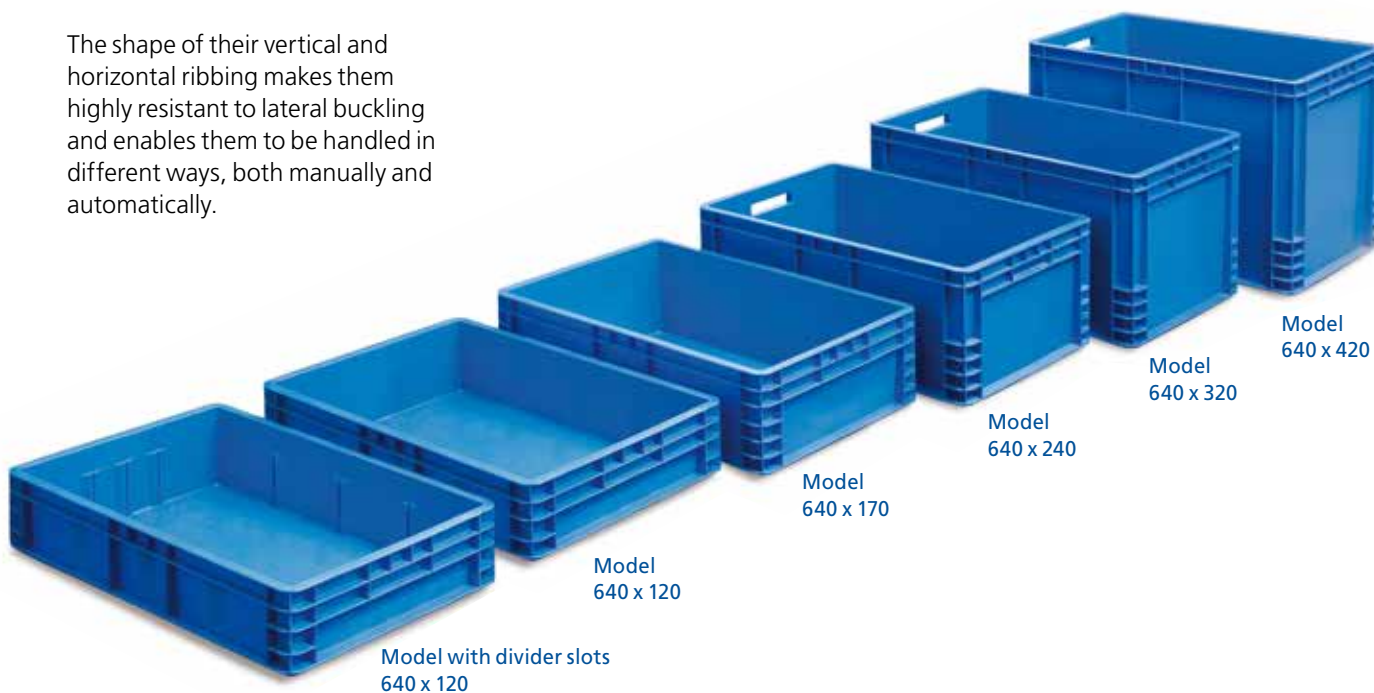 The shape of their vertical and
horizontal ribbing makes them
highly resistant to lateral buckling
and enables them to be handled in
different ways, both manually and
automatically.
Model
640 x 420
Model
640 x 320
Model
640 x 240
Model
640 x 170
Model
640 x 120
Model with divider slots
640 x 120